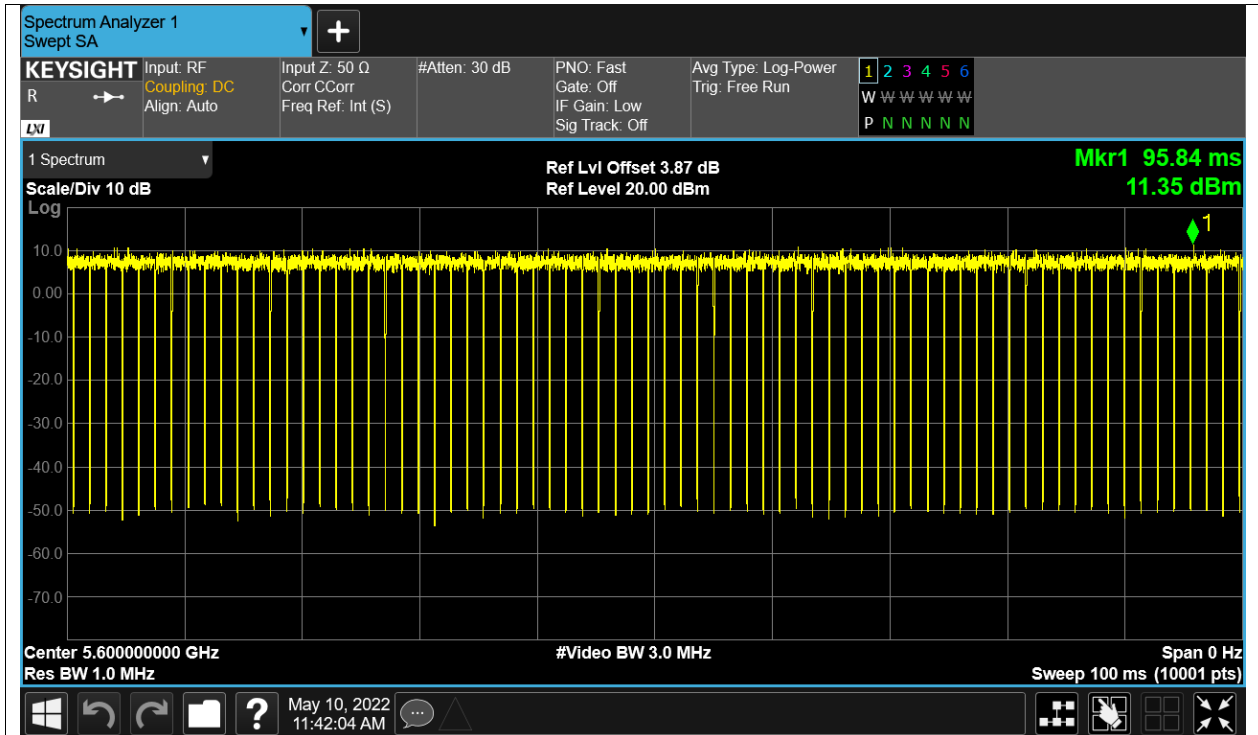 Spectrum Analyzer 1
Swept SA
+
KEYSIGHT
R
LXI
Input: RF
Coupling: DC
Align: Auto
Input Z: 50 Ω
Corr CCorr
Freq Ref: Int (S)
#Atten: 30 dB
PNO: Fast
Gate: Off
IF Gain: Low
Sig Track: Off
Avg Type: Log-Power
Trig: Free Run
1 2 3 4 5 6
W W W W W W
P N N N N N
1 Spectrum
Scale/Div 10 dB
Log
Ref Lvl Offset 3.87 dB
Ref Level 20.00 dBm
Mkr1 95.84 ms
11.35 dBm
1
10.0
0.00
-10.0
-20.0
-30.0
-40.0
-50.0
-60.0
-70.0
Center 5.600000000 GHz
Res BW 1.0 MHz
#Video BW 3.0 MHz
Span 0 Hz
Sweep 100 ms (10001 pts)
?
May 10, 2022
11:42:04 AM